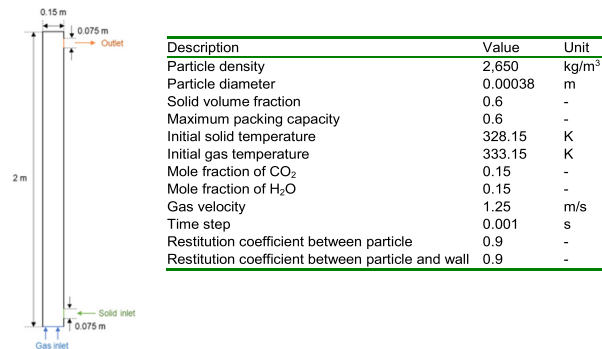 0.15 m
0.075 m
Outlet
2 m
Solid inlet
0.075 m
Gas inlet
Description Value Unit
Particle density 2,650 kg/m³
Particle diameter 0.00038 m
Solid volume fraction 0.6 -
Maximum packing capacity 0.6 -
Initial solid temperature 328.15 K
Initial gas temperature 333.15 K
Mole fraction of CO₂ 0.15 -
Mole fraction of H₂O 0.15 -
Gas velocity 1.25 m/s
Time step 0.001 s
Restitution coefficient between particle 0.9 -
Restitution coefficient between particle and wall 0.9 -